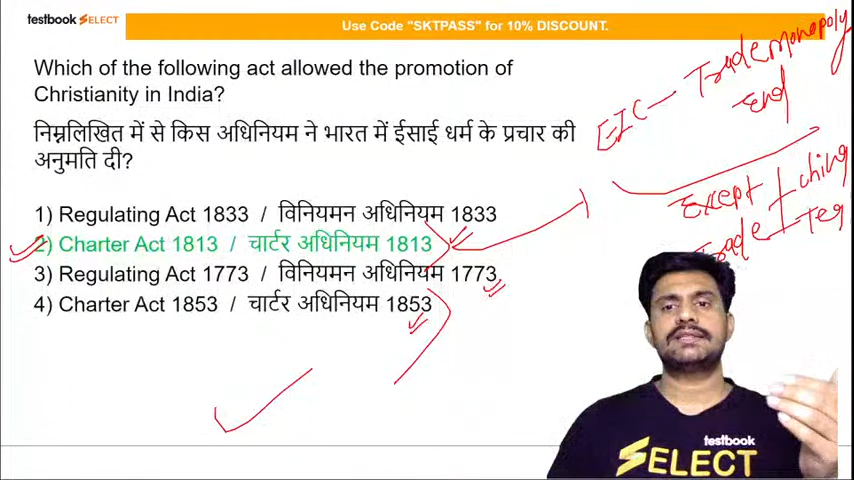 testbook SELECT
Use Code "SKTPASS" for 10% DISCOUNT.
Which of the following act allowed the promotion of
Christianity in India?
निम्नलिखित में से किस अधिनियम ने भारत में ईसाई धर्म के प्रचार की
अनुमति दी?
1) Regulating Act 1833 / विनियमन अधिनियम 1833
2) Charter Act 1813 / चार्टर अधिनियम 1813
3) Regulating Act 1773 / विनियमन अधिनियम 1773
4) Charter Act 1853 / चार्टर अधिनियम 1853
EIC - Trade Monopoly
End
Except
Trade
ching
Tea
testbook
SELECT